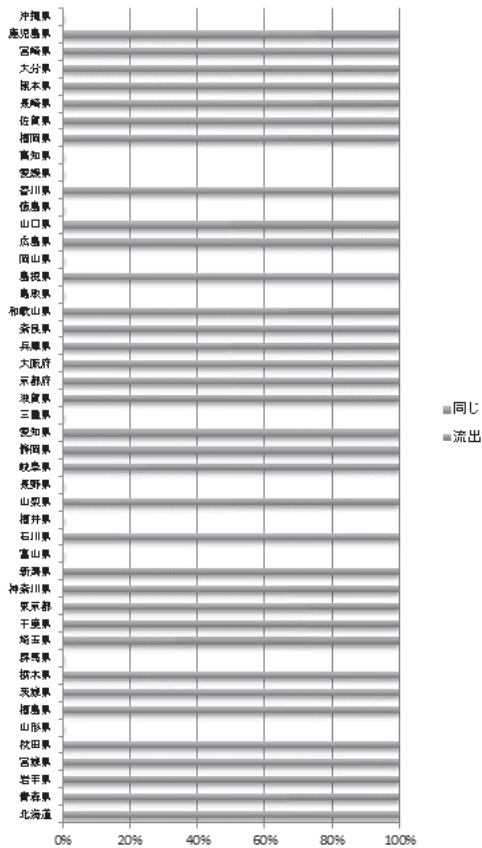 沖縄県
鹿児島県
宮崎県
大分県
熊本県
長崎県
佐賀県
福岡県
高知県
愛媛県
香川県
徳島県
山口県
広島県
岡山県
島根県
鳥取県
和歌山県
奈良県
兵庫県
大阪府
京都府
滋賀県
三重県
愛知県
静岡県
岐阜県
長野県
山梨県
福井県
石川県
富山県
新潟県
神奈川県
東京都
千葉県
埼玉県
群馬県
栃木県
茨城県
福島県
山形県
秋田県
宮城県
岩手県
青森県
北海道
0% 20% 40% 60% 80% 100%
同じ
流出